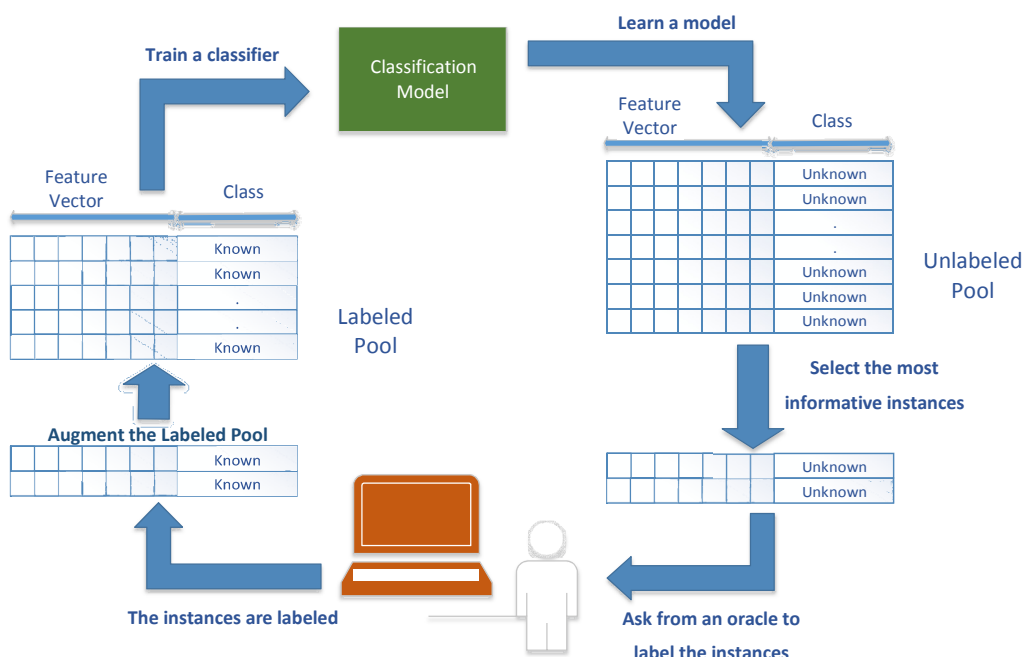 Learn a model
Train a classifier
Classification
Model
Feature
Vector
Class
Unknown
Unknown
.
.
Unknown
Unknown
Unknown
Unlabeled
Pool
Feature
Vector
Class
Known
Known
.
.
Known
Labeled
Pool
Select the most
informative instances
Augment the Labeled Pool
Known
Known
Unknown
Unknown
The instances are labeled
Ask from an oracle to
label the instances